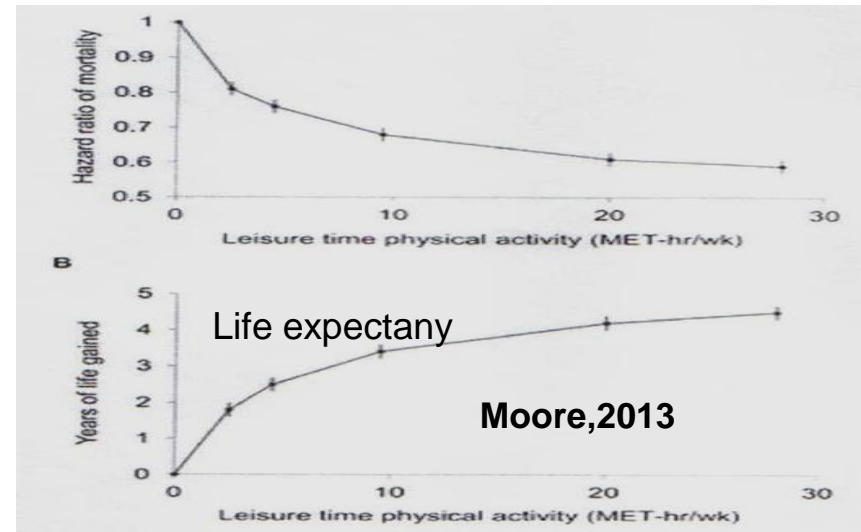 Hazard ratio of mortality
1
0.9
0.8
0.7
0.6
0.5
0
10
20
30
Leisure time physical activity (MET-hr/wk)
B
Years of life gained
5
4
3
2
1
0
Life expectany
Moore,2013
0
10
20
30
Leisure time physical activity (MET-hr/wk)